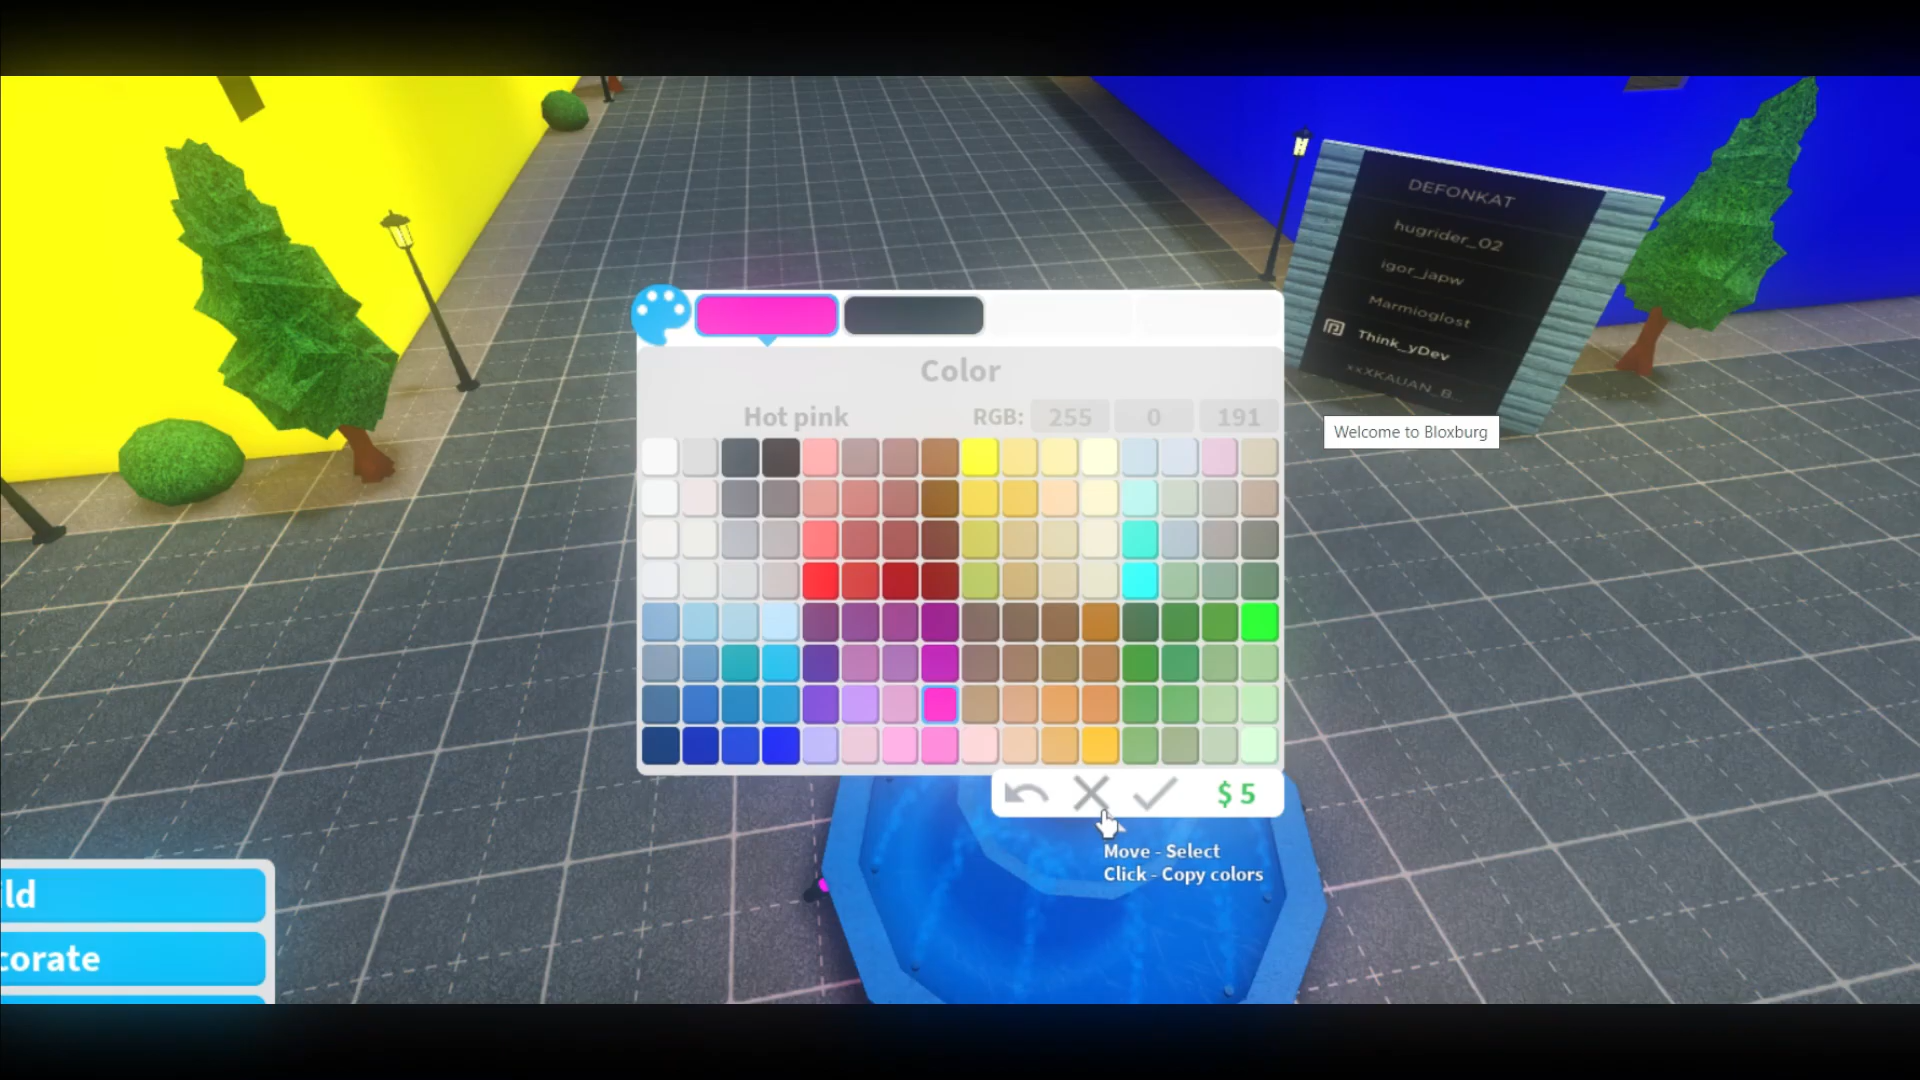 DEFONKAT
hugrider_02
igor_japw
Marmioglost
Think_yDev
xxXKAUAN_B...
Welcome to Bloxburg
Color
Hot pink RGB: 255 0 191
$ 5
Move - Select
Click - Copy colors
ld
corate